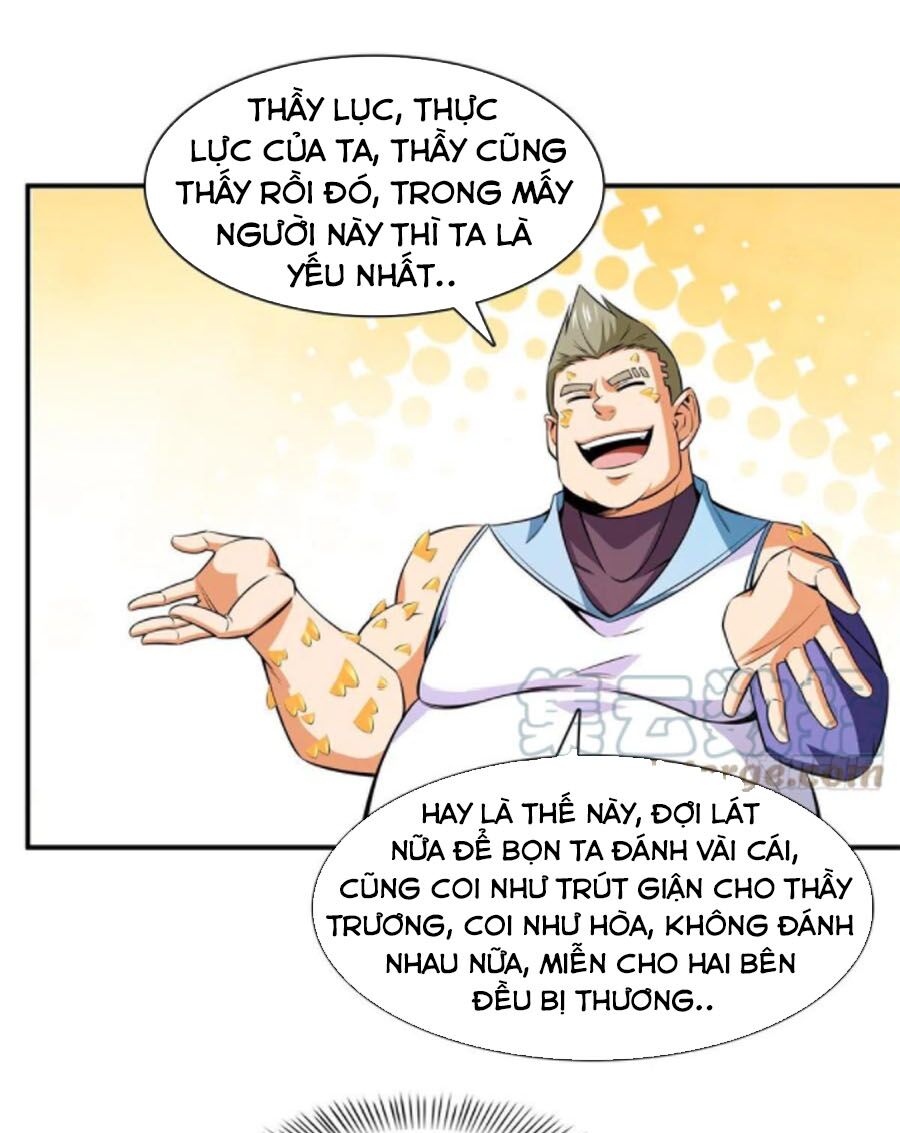 THẦY LỤC, THỰC
LỰC CỦA TA, THẦY CŨNG
THẤY RỒI ĐÓ, TRONG MẤY
NGƯỜI NÀY THÌ TA LÀ
YẾU NHẤT..
HAY LÀ THẾ NÀY, ĐỢI LÁT
NỮA ĐỂ BỌN TA ĐÁNH VÀI CÁI,
CŨNG COI NHƯ TRÚT GIẬN CHO THẦY
TRƯƠNG, COI NHƯ HÒA, KHÔNG ĐÁNH
NHAU NỮA, MIỄN CHO HAI BÊN
ĐỀU BỊ THƯƠNG..